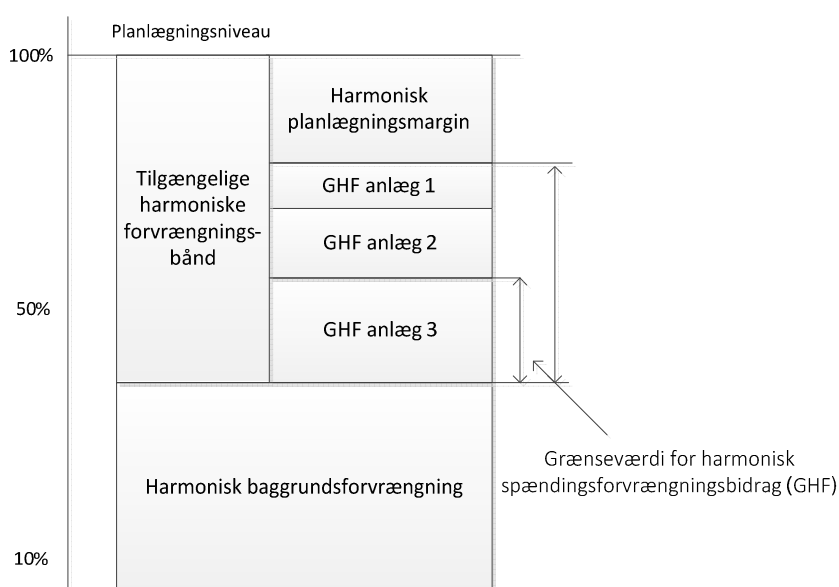 Planlægningsniveau
100%
Harmonisk
planlægningsmargin
Tilgængelige
harmoniske
forvrængnings-
bånd
GHF anlæg 1
GHF anlæg 2
50%
GHF anlæg 3
Grænseværdi for harmonisk
spændingsforvrængningsbidrag (GHF)
Harmonisk baggrundsforvrængning
10%